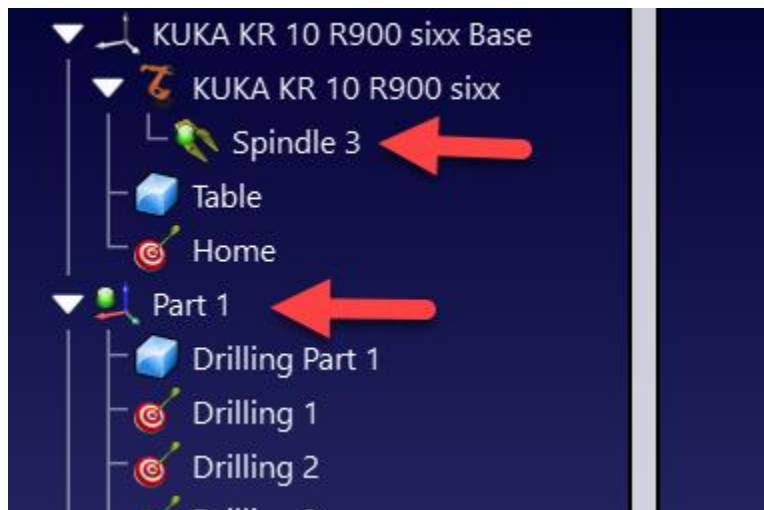 KUKA KR 10 R900 sixx Base
KUKA KR 10 R900 sixx
Spindle 3
Table
Home
Part 1
Drilling Part 1
Drilling 1
Drilling 2